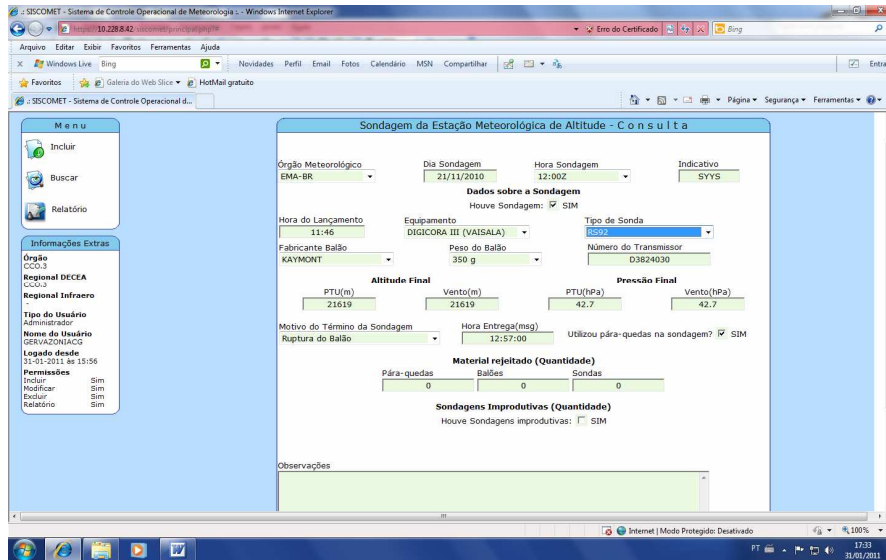 .: SISCOMET - Sistema de Controle Operacional de Meteorologia :. - Windows Internet Explorer
https://10.228.8.42/siscomet/principal.php?# Erro do Certificado Bing
Arquivo Editar Exibir Favoritos Ferramentas Ajuda
Windows Live Bing Novidades Perfil Email Fotos Calendário MSN Compartilhar Entra
Favoritos Galeria do Web Slice HotMail gratuito
.: SISCOMET - Sistema de Controle Operacional d... Página Segurança Ferramentas
Menu
Incluir
Buscar
Relatório
Informações Extras
Órgão
CCO.3
Regional DECEA
CCO.3
Regional Infraero
-
Tipo do Usuário
Administrador
Nome do Usuário
GERVAZONIACG
Logado desde
31-01-2011 às 15:56
Permissões
Incluir Sim
Modificar Sim
Excluir Sim
Relatório Sim
Sondagem da Estação Meteorológica de Altitude - Consulta
Órgão Meteorológico Dia Sondagem Hora Sondagem Indicativo
EMA-BR 21/11/2010 12:00Z SYYS
Dados sobre a Sondagem
Houve Sondagem: SIM
Hora do Lançamento Equipamento Tipo de Sonda
11:46 DIGICORA III (VAISALA) RS92
Fabricante Balão Peso do Balão Número do Transmissor
KAYMONT 350 g D3824030
Altitude Final Pressão Final
PTU(m) Vento(m) PTU(hPa) Vento(hPa)
21619 21619 42.7 42.7
Motivo do Término da Sondagem Hora Entrega(msg) Utilizou pára-quedas na sondagem? SIM
Ruptura do Balão 12:57:00
Material rejeitado (Quantidade)
Pára-quedas Balões Sondas
0 0 0
Sondagens Improdutivas (Quantidade)
Houve Sondagens improdutivas: SIM
Observações
Internet | Modo Protegido: Desativado 100%
PT 17:33
31/01/2011